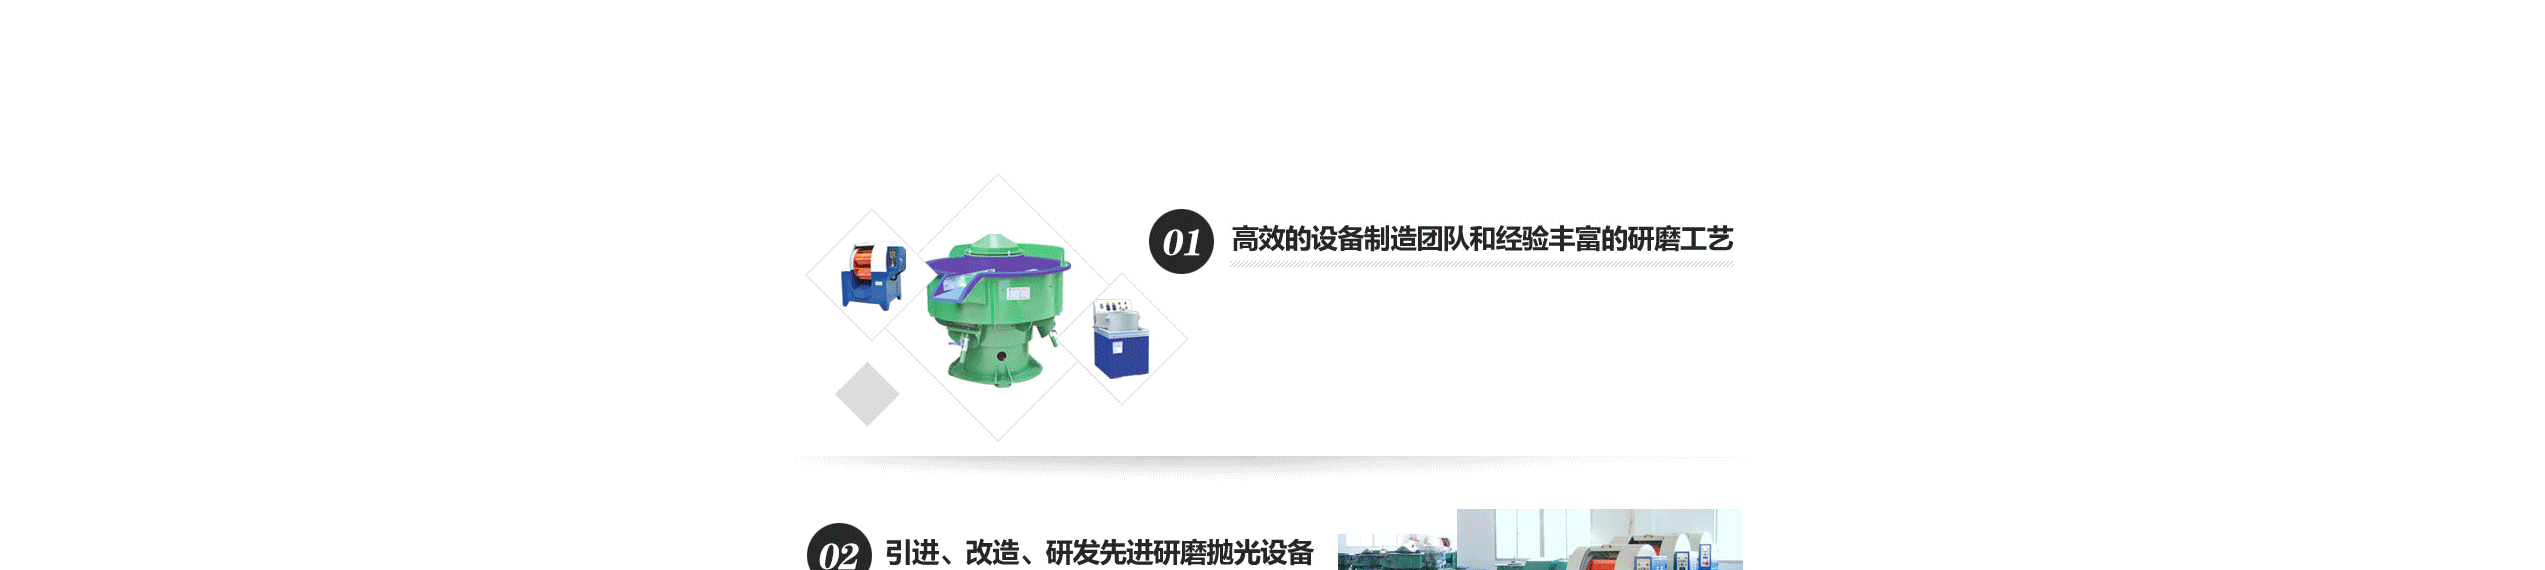 01 高效的设备制造团队和经验丰富的研磨工艺
02 引进、改造、研发先进研磨抛光设备